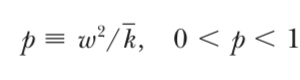 p ≡ w²/k̅, 0 < p < 1